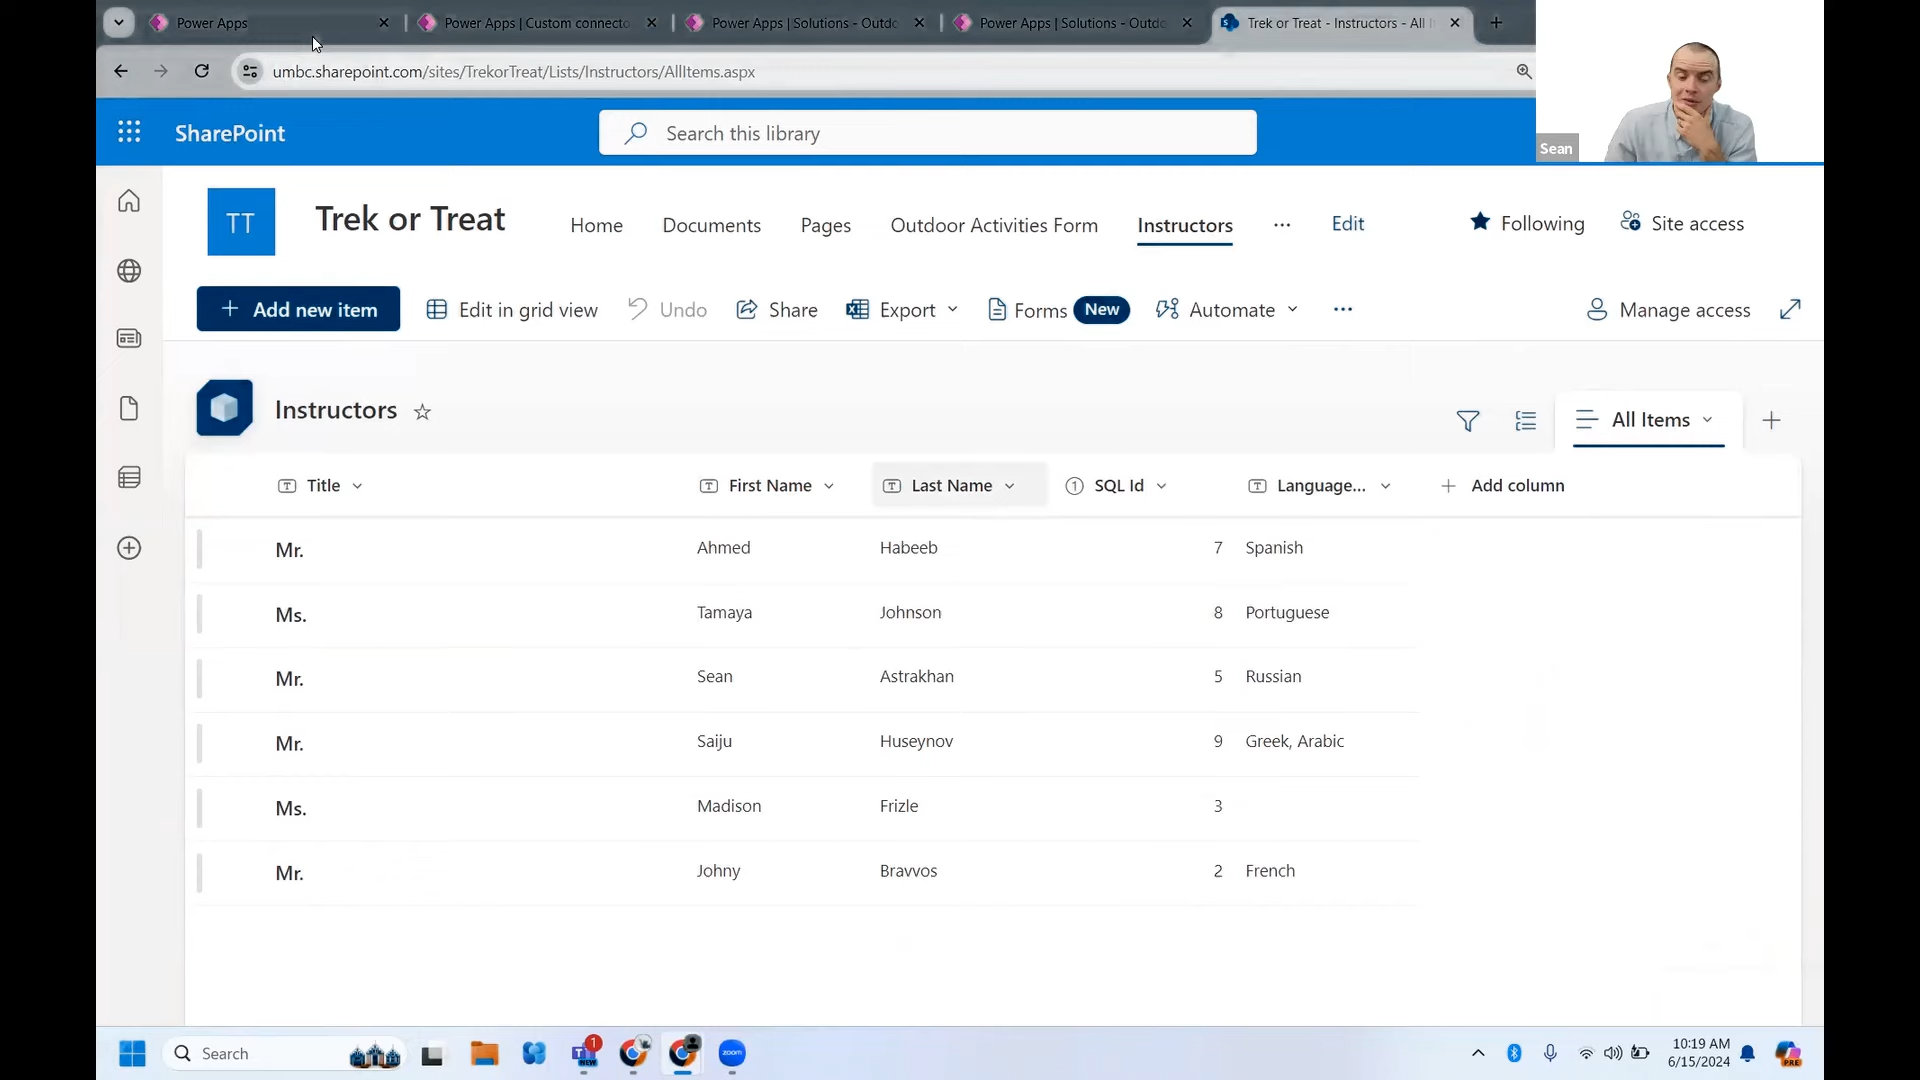 Power Apps
Power Apps | Custom connecto
Power Apps | Solutions - Outdo
Power Apps | Solutions - Outdo
Trek or Treat - Instructors - All I
umbc.sharepoint.com/sites/TrekorTreat/Lists/Instructors/AllItems.aspx
SharePoint
Search this library
Sean
TT
Trek or Treat
Home
Documents
Pages
Outdoor Activities Form
Instructors
Edit
Following
Site access
Add new item
Edit in grid view
Undo
Share
Export
Forms New
Automate
Manage access
Instructors
All Items
Title First Name Last Name SQL Id Language... Add column
Mr. Ahmed Habeeb 7 Spanish
Ms. Tamaya Johnson 8 Portuguese
Mr. Sean Astrakhan 5 Russian
Mr. Saiju Huseynov 9 Greek, Arabic
Ms. Madison Frizle 3
Mr. Johny Bravvos 2 French
Search
1
NEW
zoom
10:19 AM
6/15/2024
PRE